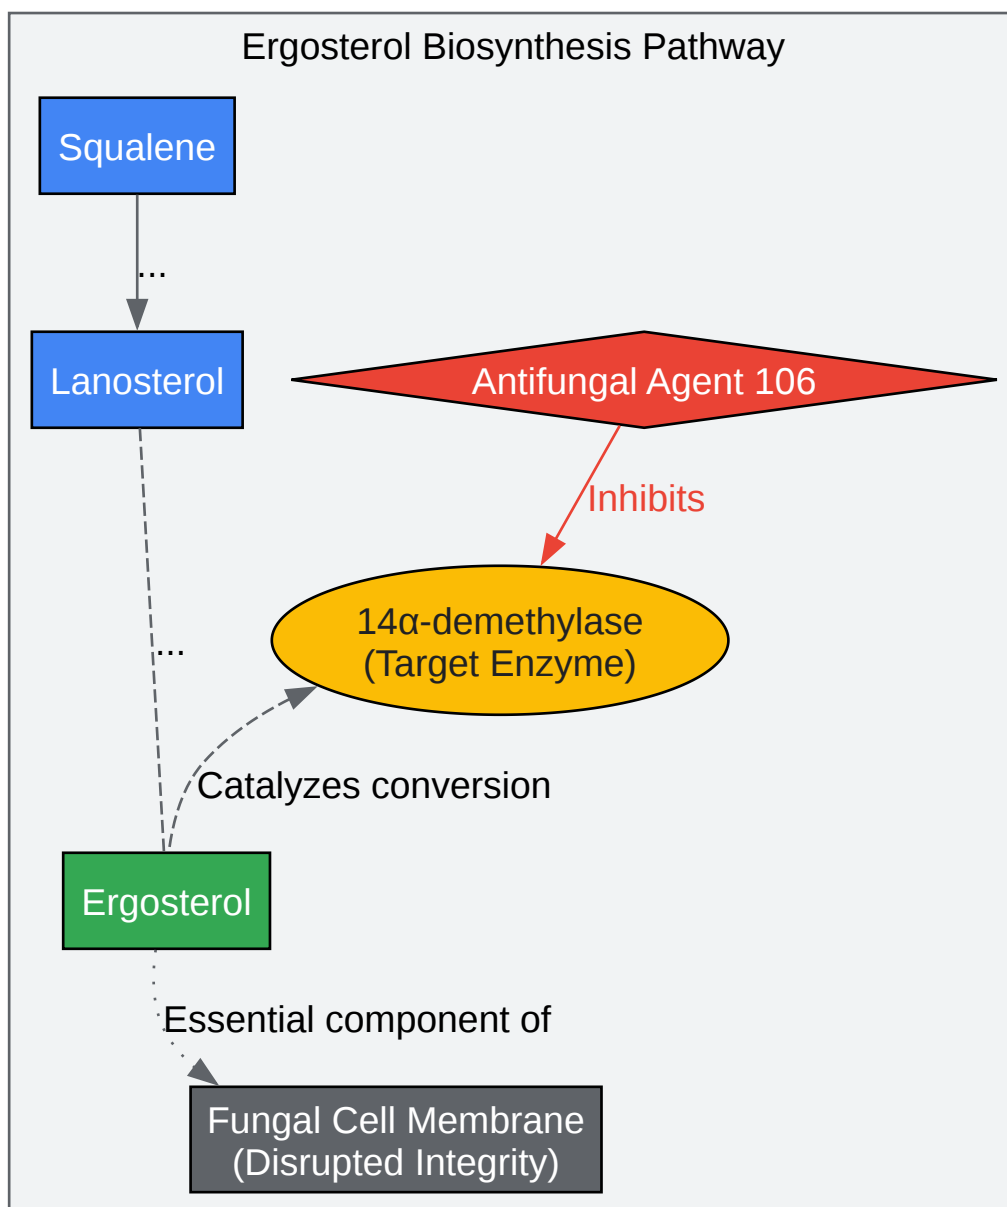 Ergosterol Biosynthesis Pathway
Squalene
...
Lanosterol
Antifungal Agent 106
Inhibits
14α-demethylase
(Target Enzyme)
...
Catalyzes conversion
Ergosterol
Essential component of
Fungal Cell Membrane
(Disrupted Integrity)